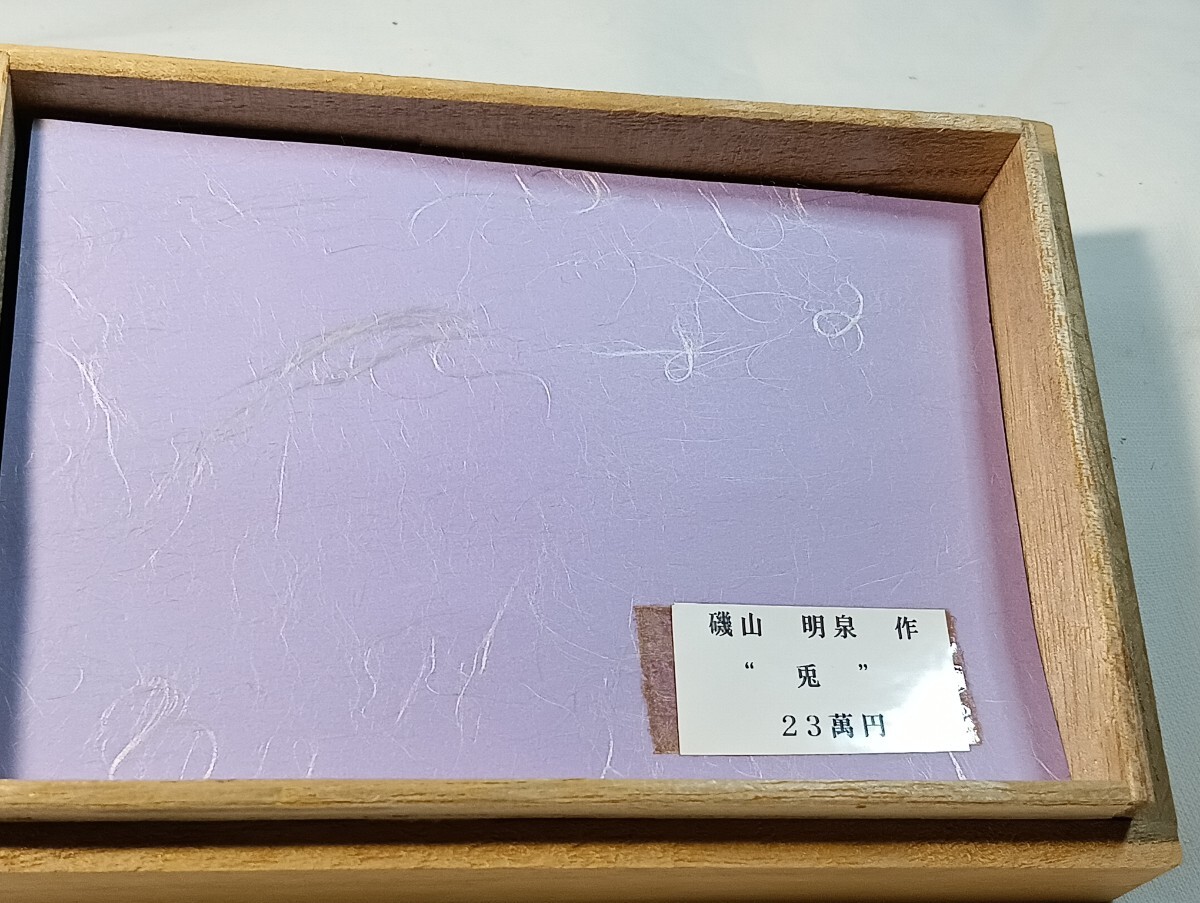 磯山 明泉 作
“ 兎 ”
23萬円